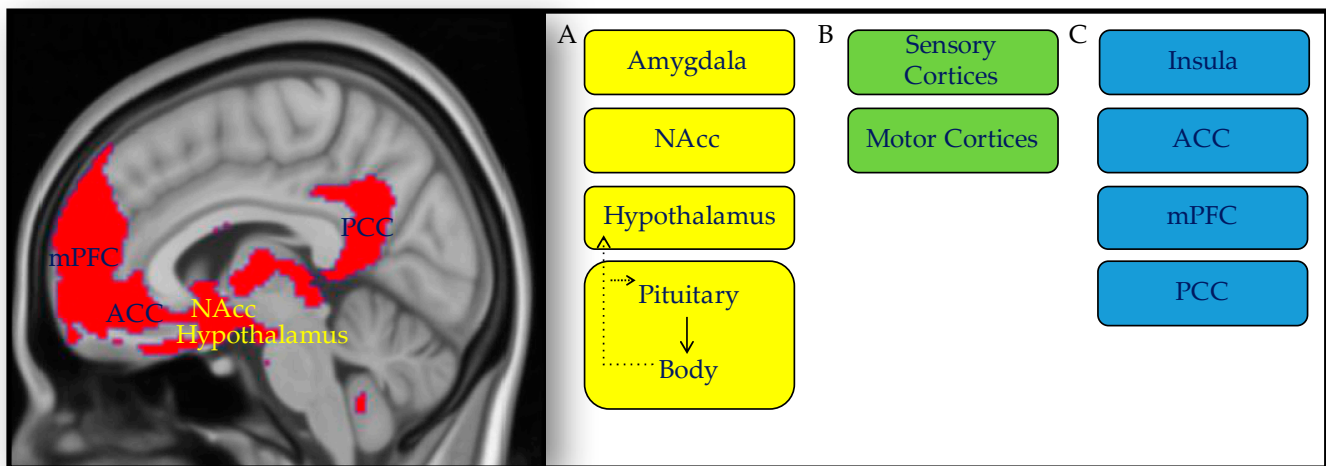 mPFC
ACC
PCC
NAcc
Hypothalamus
A
Amygdala
NAcc
Hypothalamus
Pituitary
Body
B
Sensory
Cortices
Motor Cortices
C
Insula
ACC
mPFC
PCC